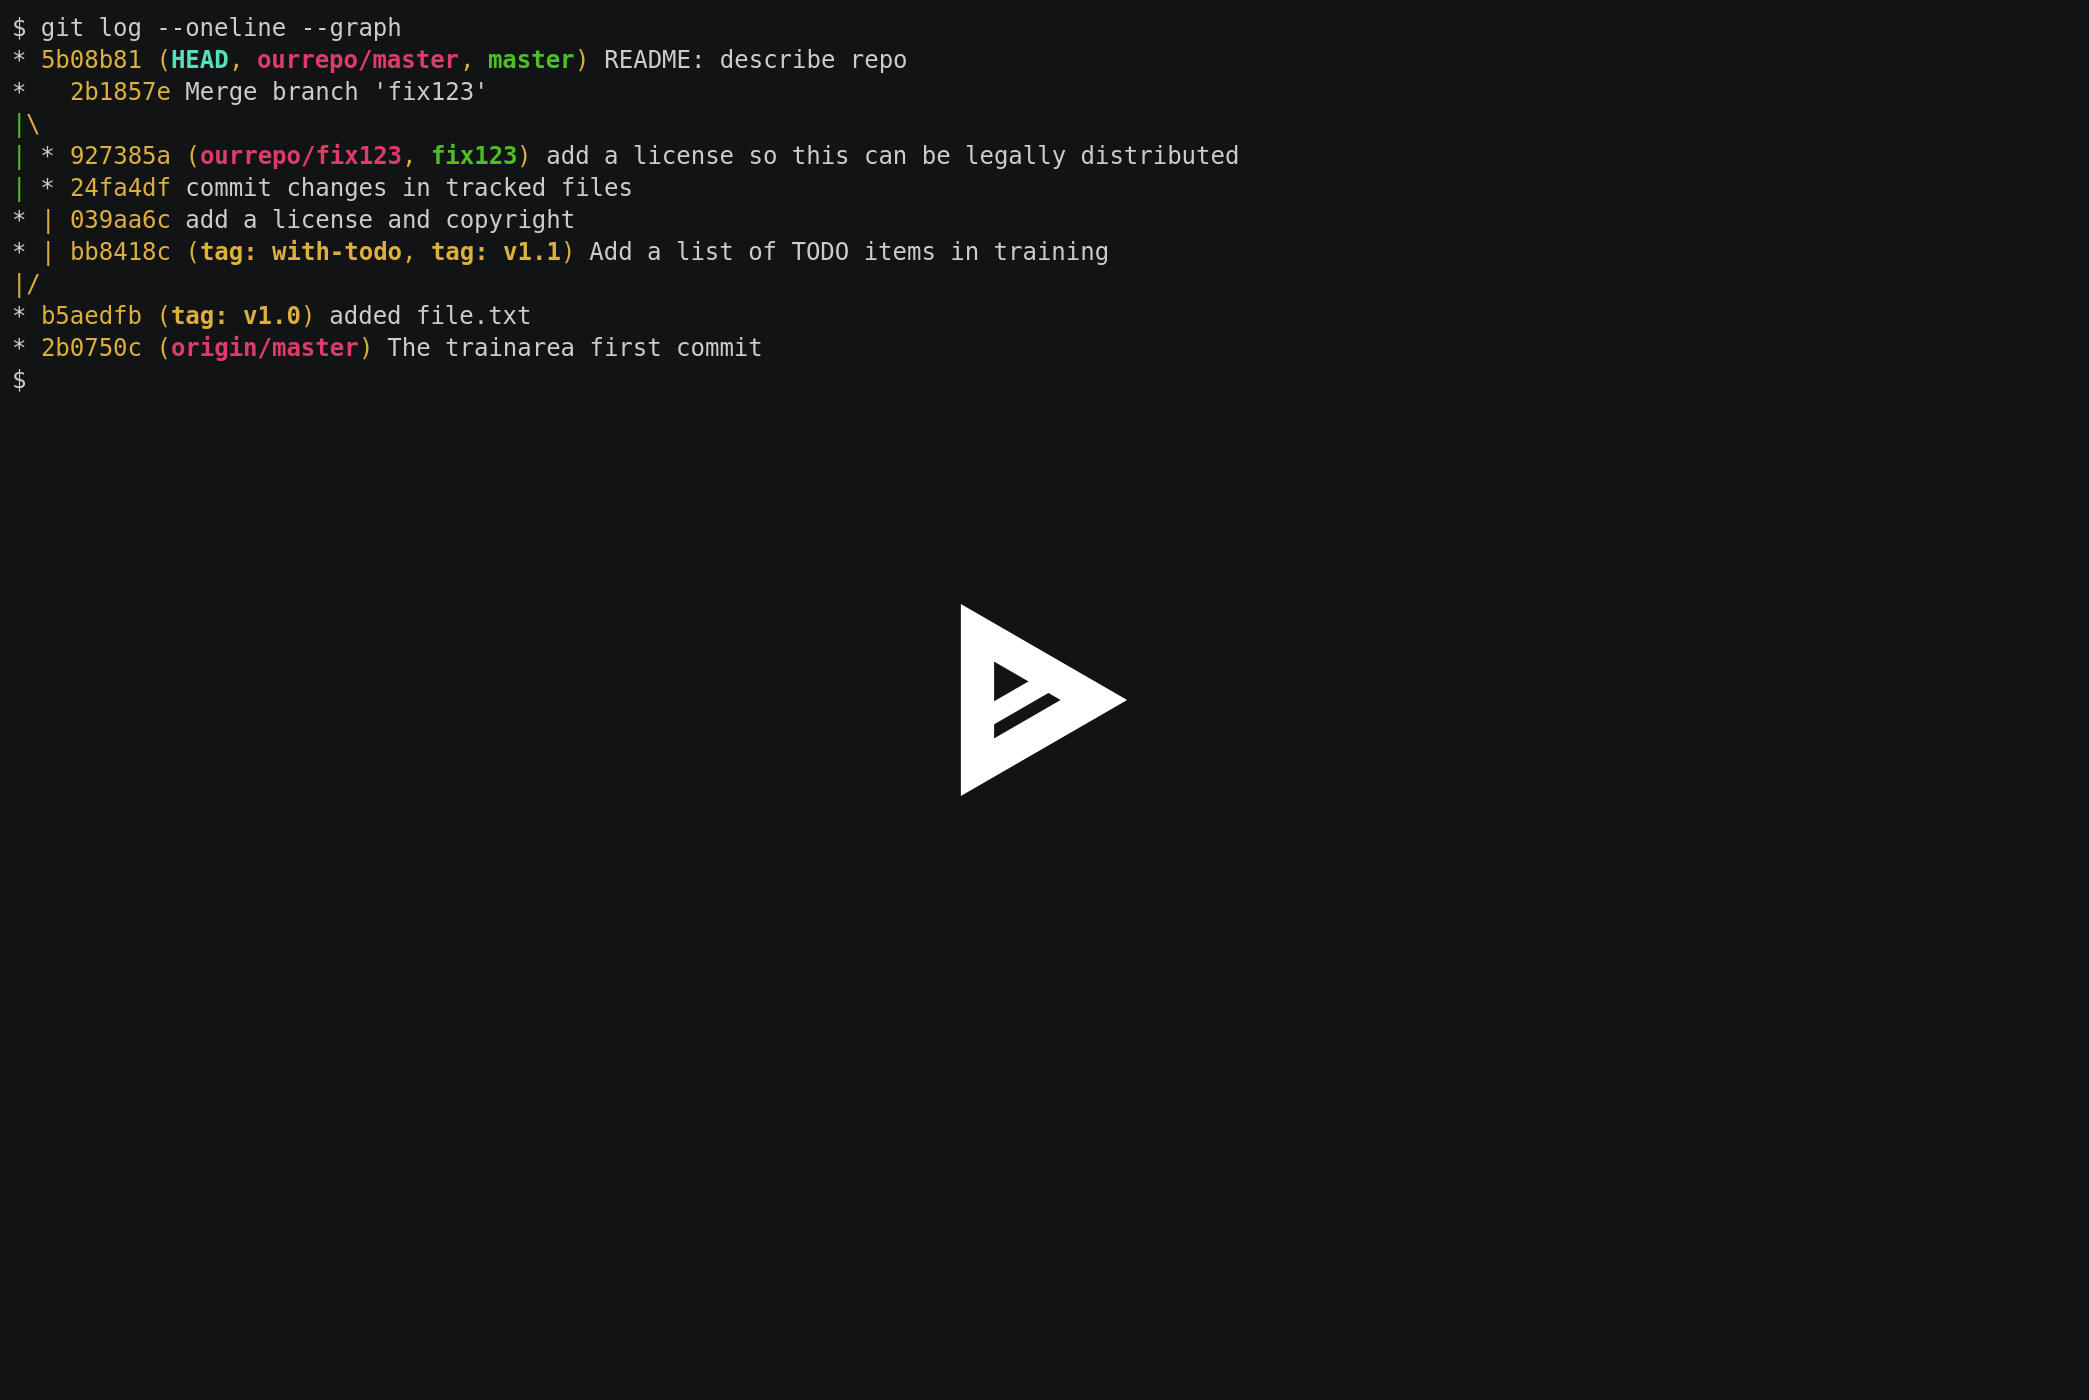 $ git log --oneline --graph
* 5b08b81 (HEAD, ourrepo/master, master) README: describe repo
*   2b1857e Merge branch 'fix123'
|\
| * 927385a (ourrepo/fix123, fix123) add a license so this can be legally distributed
| * 24fa4df commit changes in tracked files
* | 039aa6c add a license and copyright
* | bb8418c (tag: with-todo, tag: v1.1) Add a list of TODO items in training
|/
* b5aedfb (tag: v1.0) added file.txt
* 2b0750c (origin/master) The trainarea first commit
$